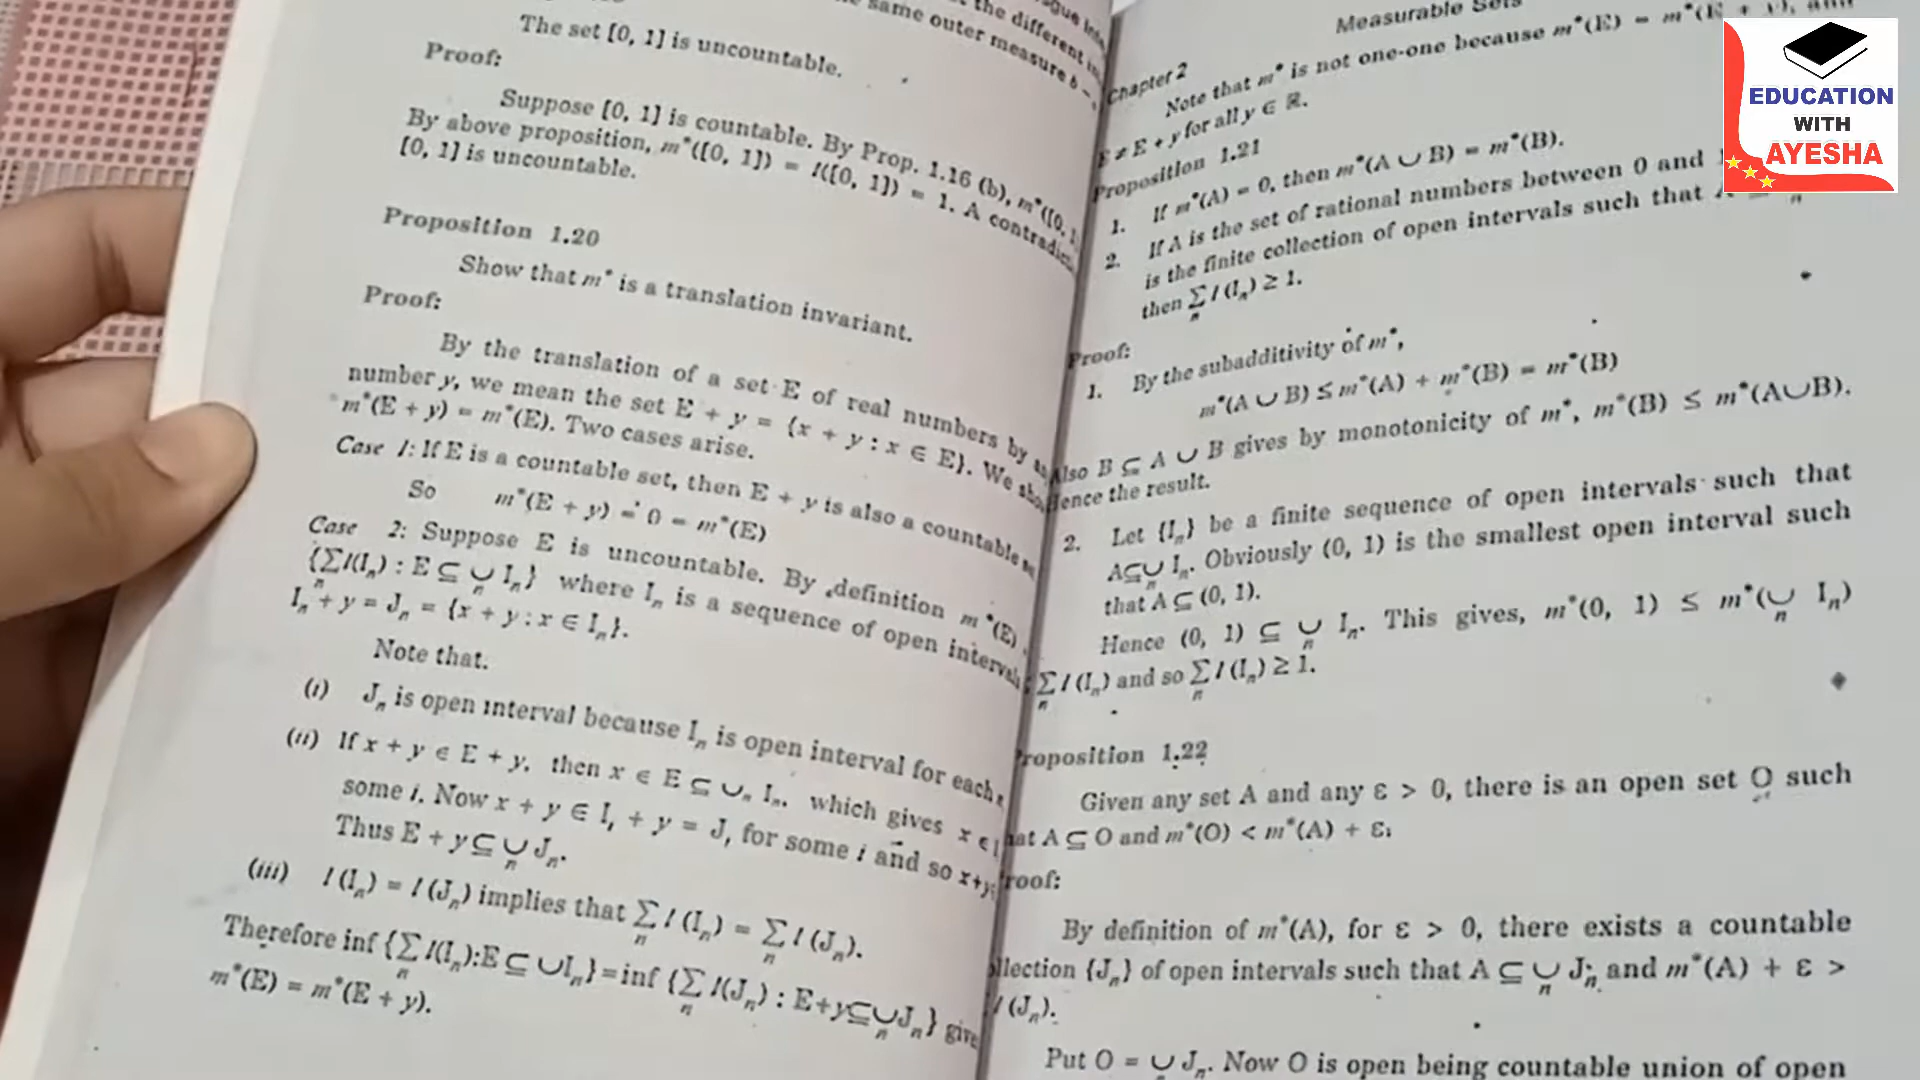 the different
same outer measure b –
The set [0, 1] is uncountable.
Proof:
Suppose [0, 1] is countable. By Prop. 1.16 (b), m*([0, 1
By above proposition, m*([0, 1]) = l([0, 1]) = 1. A
[0, 1] is uncountable.
Proposition 1.20
Show that m* is a translation invariant.
Proof:
By the translation of a set E of real numbers by
number y, we mean the set E + y = {x + y : x ∈ E}. We
m*(E + y) = m*(E). Two cases arise.
Case 1: If E is a countable set, then E + y is also a countable
So m*(E + y) = 0 = m*(E)
Case 2: Suppose E is uncountable. By definition m*(E)
{∑ₙ l(Iₙ) : E ⊆ ∪ₙ Iₙ} where Iₙ is a sequence of open
Iₙ + y = Jₙ = {x + y : x ∈ Iₙ}.
Note that.
(i) Jₙ is open interval because Iₙ is open interval for each
(ii) If x + y ∈ E + y, then x ∈ E ⊆ ∪ₙ Iₙ, which gives x ∈
some i. Now x + y ∈ Iᵢ + y = Jᵢ for some i and so x+y
Thus E + y ⊆ ∪ₙ Jₙ.
(iii) l (Iₙ) = l (Jₙ) implies that ∑ₙ l (Iₙ) = ∑ₙ l (Jₙ).
Therefore inf {∑ₙ l(Iₙ):E ⊆ ∪Iₙ}=inf {∑ₙ l(Jₙ) : E+y⊆∪ₙJₙ}
m*(E) = m*(E + y).
Measurable Sets
Chapter 2
Note that m* is not one-one because m*(E) = m*(E + y), and
E ≠ E + y for all y ∈ ℝ.
Proposition 1.21
1. If m*(A) = 0, then m*(A ∪ B) = m*(B).
2. If A is the set of rational numbers between 0 and
is the finite collection of open intervals such that A
then ∑ₙ l (Iₙ) ≥ 1.
Proof:
1. By the subadditivity of m*,
m*(A ∪ B) ≤ m*(A) + m*(B) = m*(B)
Also B ⊆ A ∪ B gives by monotonicity of m*, m*(B) ≤ m*(A∪B).
Hence the result.
2. Let {Iₙ} be a finite sequence of open intervals such that
A⊆∪ₙ Iₙ. Obviously (0, 1) is the smallest open interval such
that A ⊆ (0, 1).
Hence (0, 1) ⊆ ∪ₙ Iₙ. This gives, m*(0, 1) ≤ m*(∪ₙ Iₙ)
∑ₙ l (Iₙ) and so ∑ₙ l (Iₙ) ≥ 1.
Proposition 1.22
Given any set A and any ε > 0, there is an open set O such
that A ⊆ O and m*(O) < m*(A) + ε.
Proof:
By definition of m*(A), for ε > 0, there exists a countable
collection {Jₙ} of open intervals such that A ⊆ ∪ₙ Jₙ and m*(A) + ε >
l (Jₙ).
Put O = ∪ₙ Jₙ. Now O is open being countable union of open
EDUCATION
WITH
AYESHA